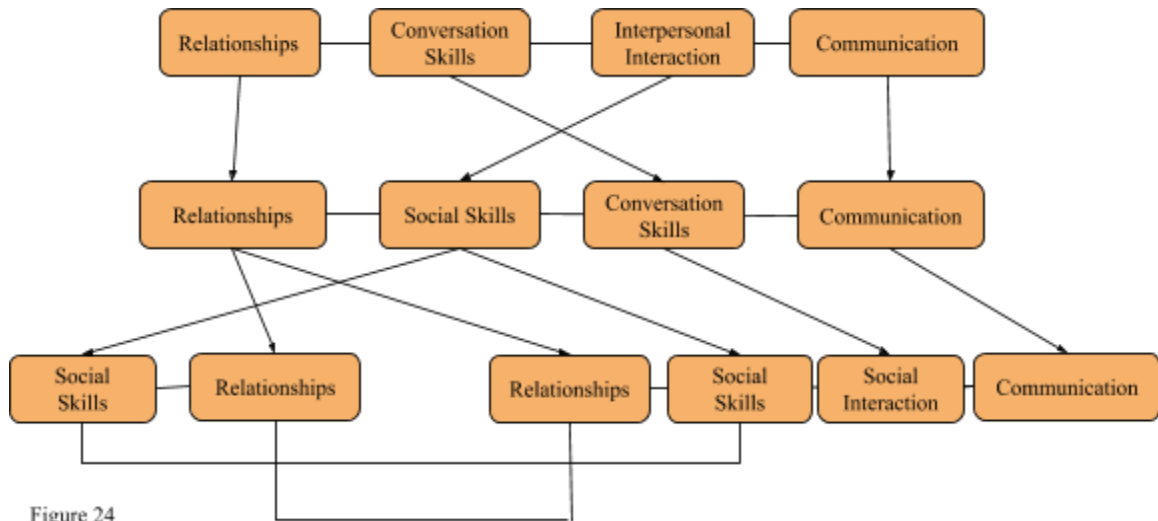 Relationships
Conversation
Skills
Interpersonal
Interaction
Communication
Relationships
Social Skills
Conversation
Skills
Communication
Social
Skills
Relationships
Relationships
Social
Skills
Social
Interaction
Communication
Figure 24